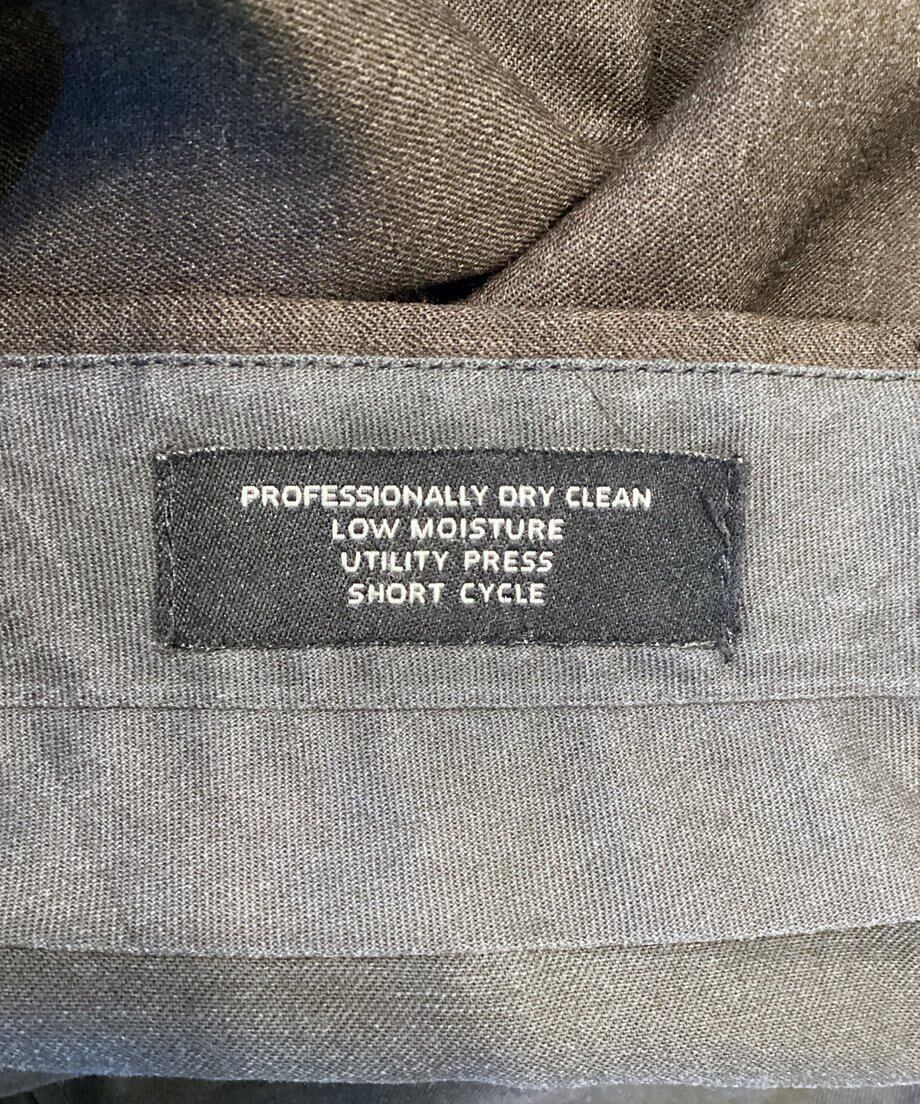 PROFESSIONALLY DRY CLEAN
LOW MOISTURE
UTILITY PRESS
SHORT CYCLE